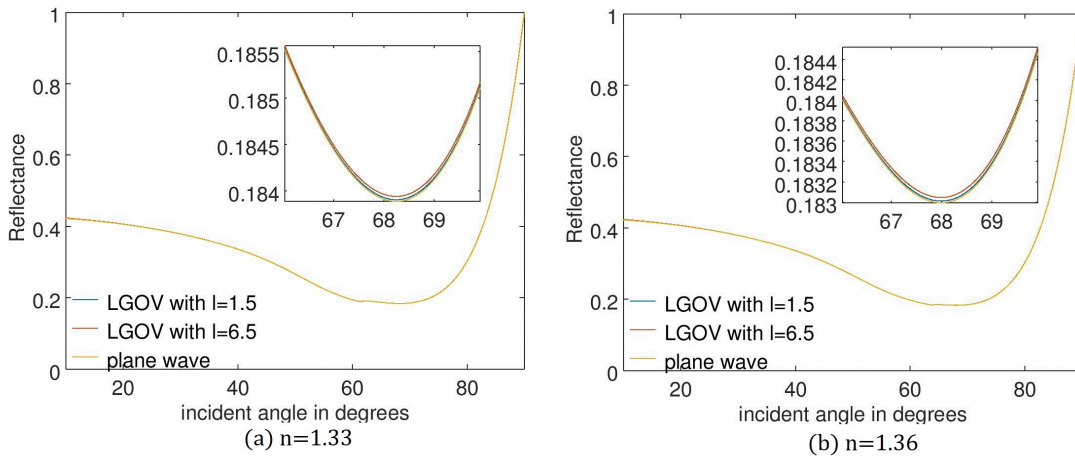 1
0.8
0.6
0.4
0.2
0
Reflectance
0.1855
0.185
0.1845
0.184
67 68 69
LGOV with l=1.5
LGOV with l=6.5
plane wave
20 40 60 80
incident angle in degrees
(a) n=1.33
1
0.8
0.6
0.4
0.2
0
Reflectance
0.1844
0.1842
0.184
0.1838
0.1836
0.1834
0.1832
0.183
67 68 69
LGOV with l=1.5
LGOV with l=6.5
plane wave
20 40 60 80
incident angle in degrees
(b) n=1.36